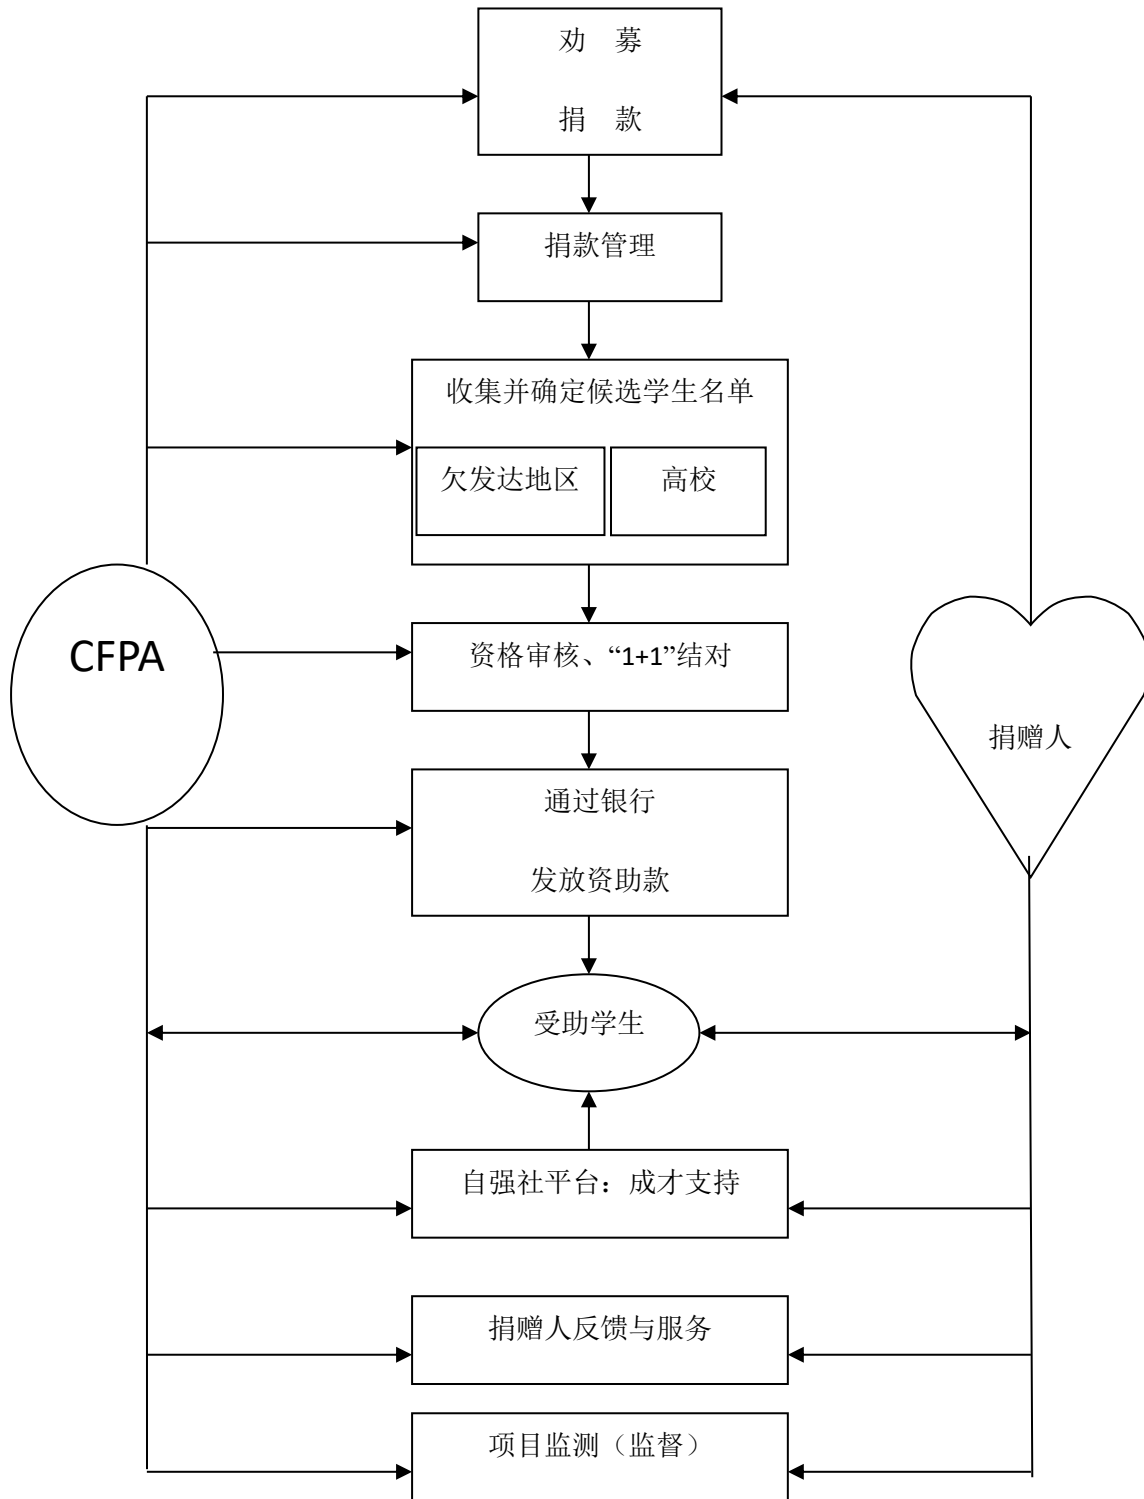 劝 募
捐 款
捐款管理
收集并确定候选学生名单
欠发达地区
高校
CFPA
资格审核、“1+1”结对
捐赠人
通过银行
发放资助款
受助学生
自强社平台：成才支持
捐赠人反馈与服务
项目监测（监督）